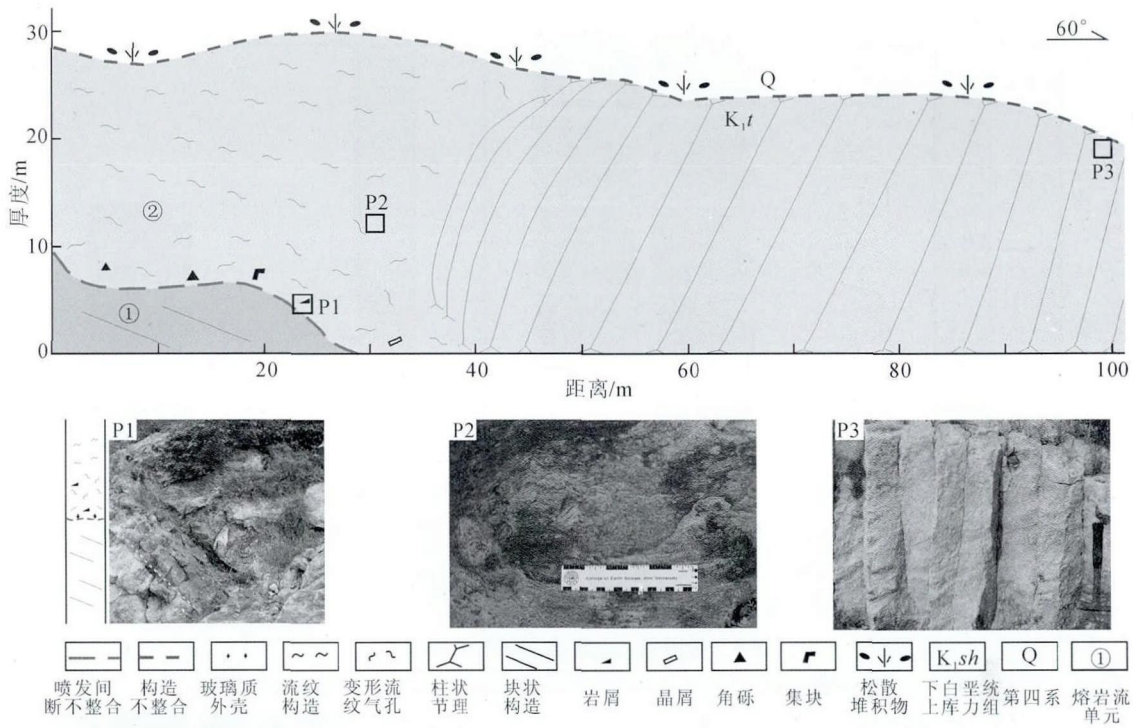 30
20
10
0
厚度/m
60°
Q
K₁t
②
①
P1
P2
P3
20
40
60
80
100
距离/m
P1
P2
College of Earth Science, Jilin University
P3
K₁sh
Q
①
喷发间
断不整合
构造
不整合
玻璃质
外壳
流纹
构造
变形流
纹气孔
柱状
节理
块状
构造
岩屑
晶屑
角砾
集块
松散
堆积物
下白垩统
上库力组
第四系
熔岩流
单元